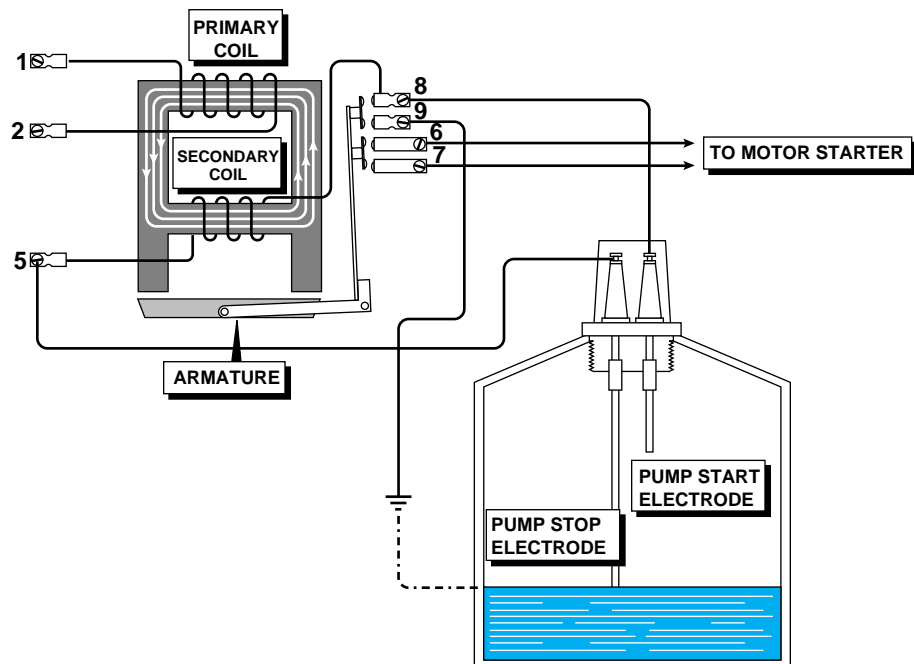 PRIMARY
COIL
1
2
SECONDARY
COIL
5
8
9
6
7
TO MOTOR STARTER
ARMATURE
PUMP START
ELECTRODE
PUMP STOP
ELECTRODE